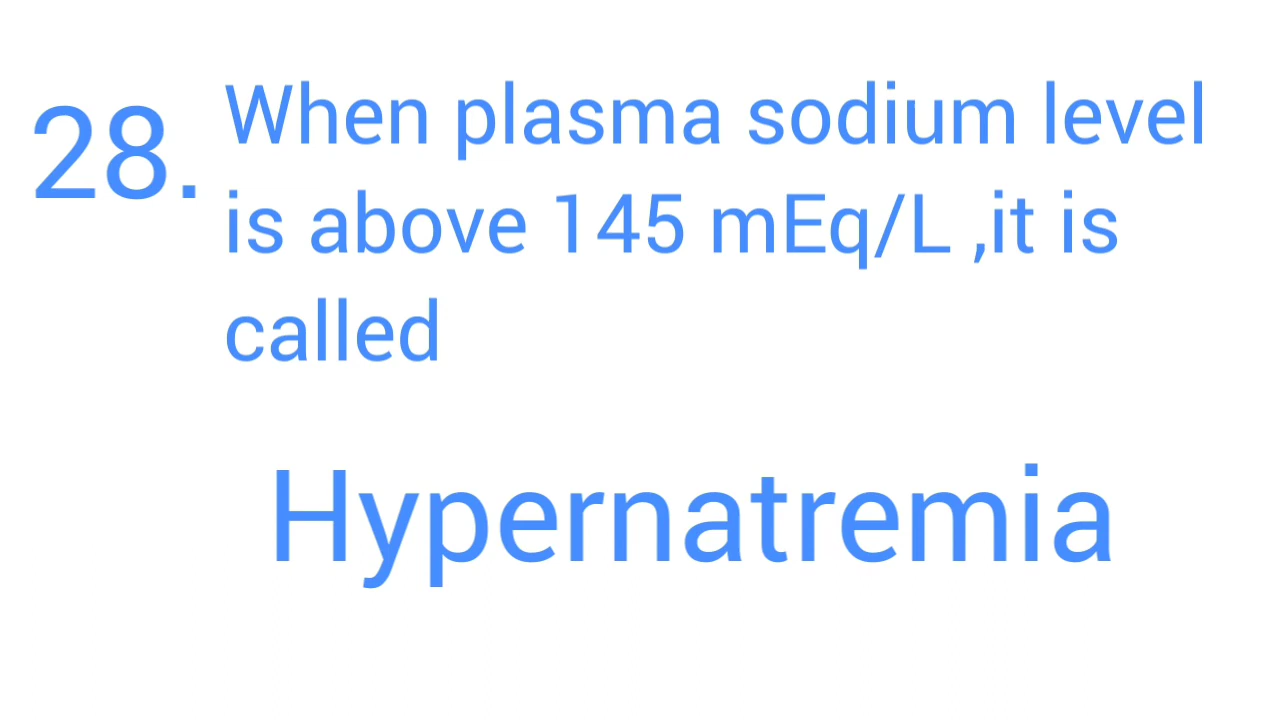 28. When plasma sodium level
is above 145 mEq/L ,it is
called
Hypernatremia